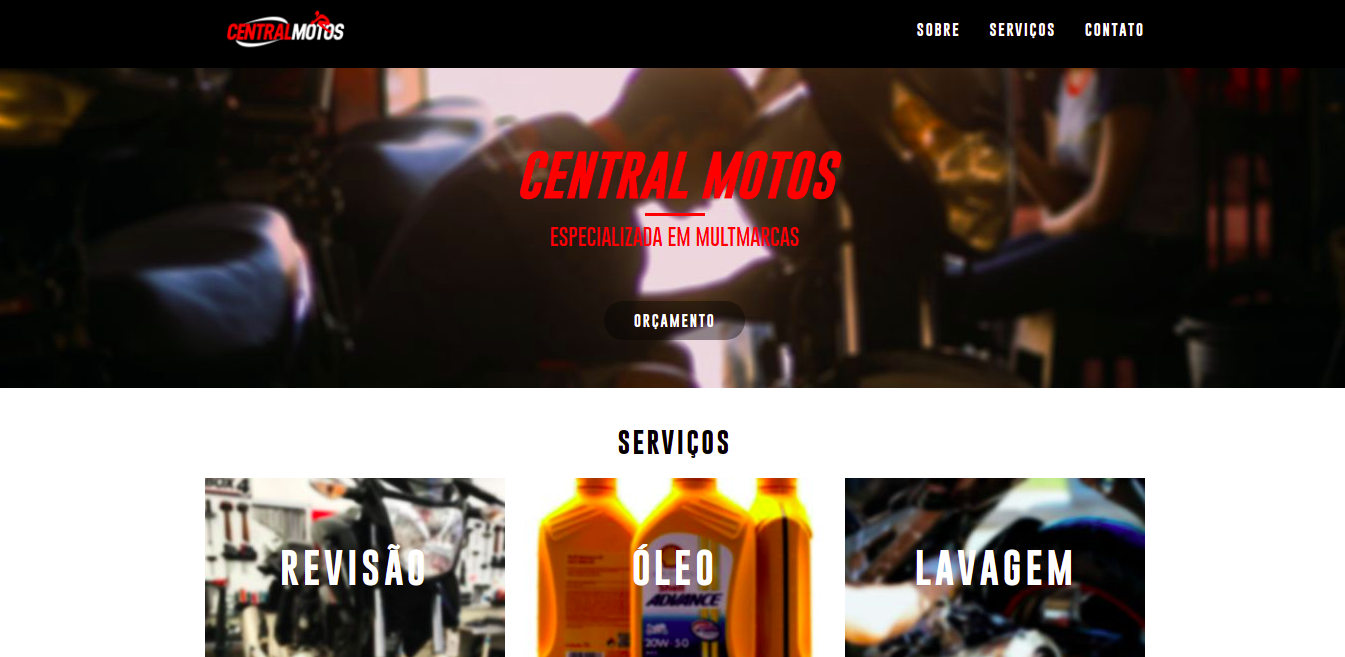 CENTRALMOTOS
SOBRE SERVIÇOS CONTATO
CENTRAL MOTOS
ESPECIALIZADA EM MULTMARCAS
ORÇAMENTO
SERVIÇOS
REVISÃO ÓLEO LAVAGEM
ADVANCE
20W-50